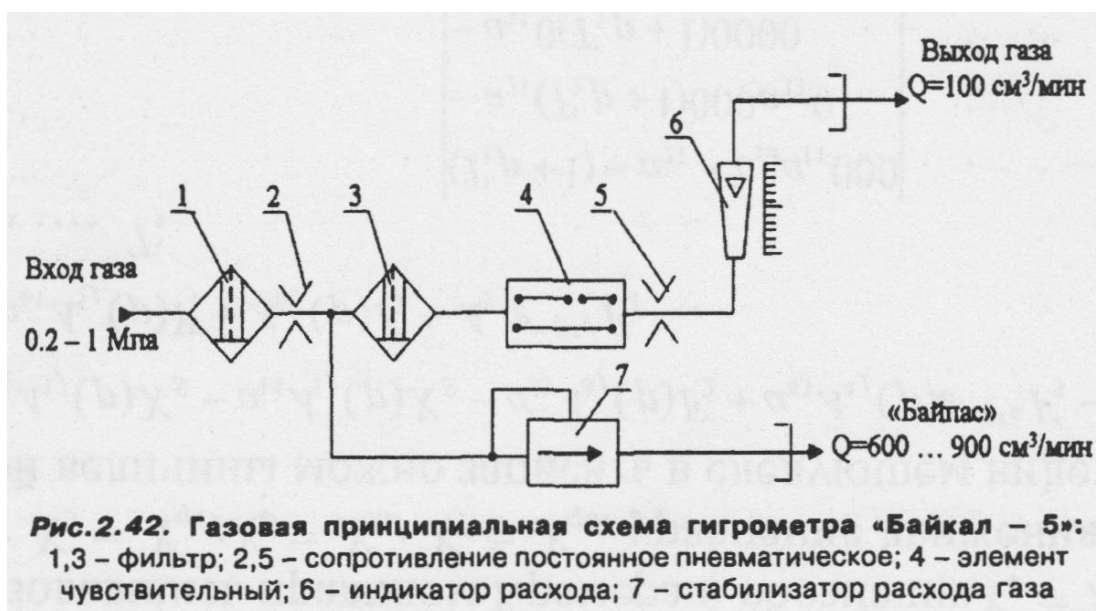 Выход газа
Q=100 см³/мин
6
1
2
3
4
5
Вход газа
0.2 – 1 Мпа
7
«Байпас»
Q=600 ... 900 см³/мин
Рис.2.42. Газовая принципиальная схема гигрометра «Байкал – 5»:
1,3 – фильтр; 2,5 – сопротивление постоянное пневматическое; 4 – элемент
чувствительный; 6 – индикатор расхода; 7 – стабилизатор расхода газа